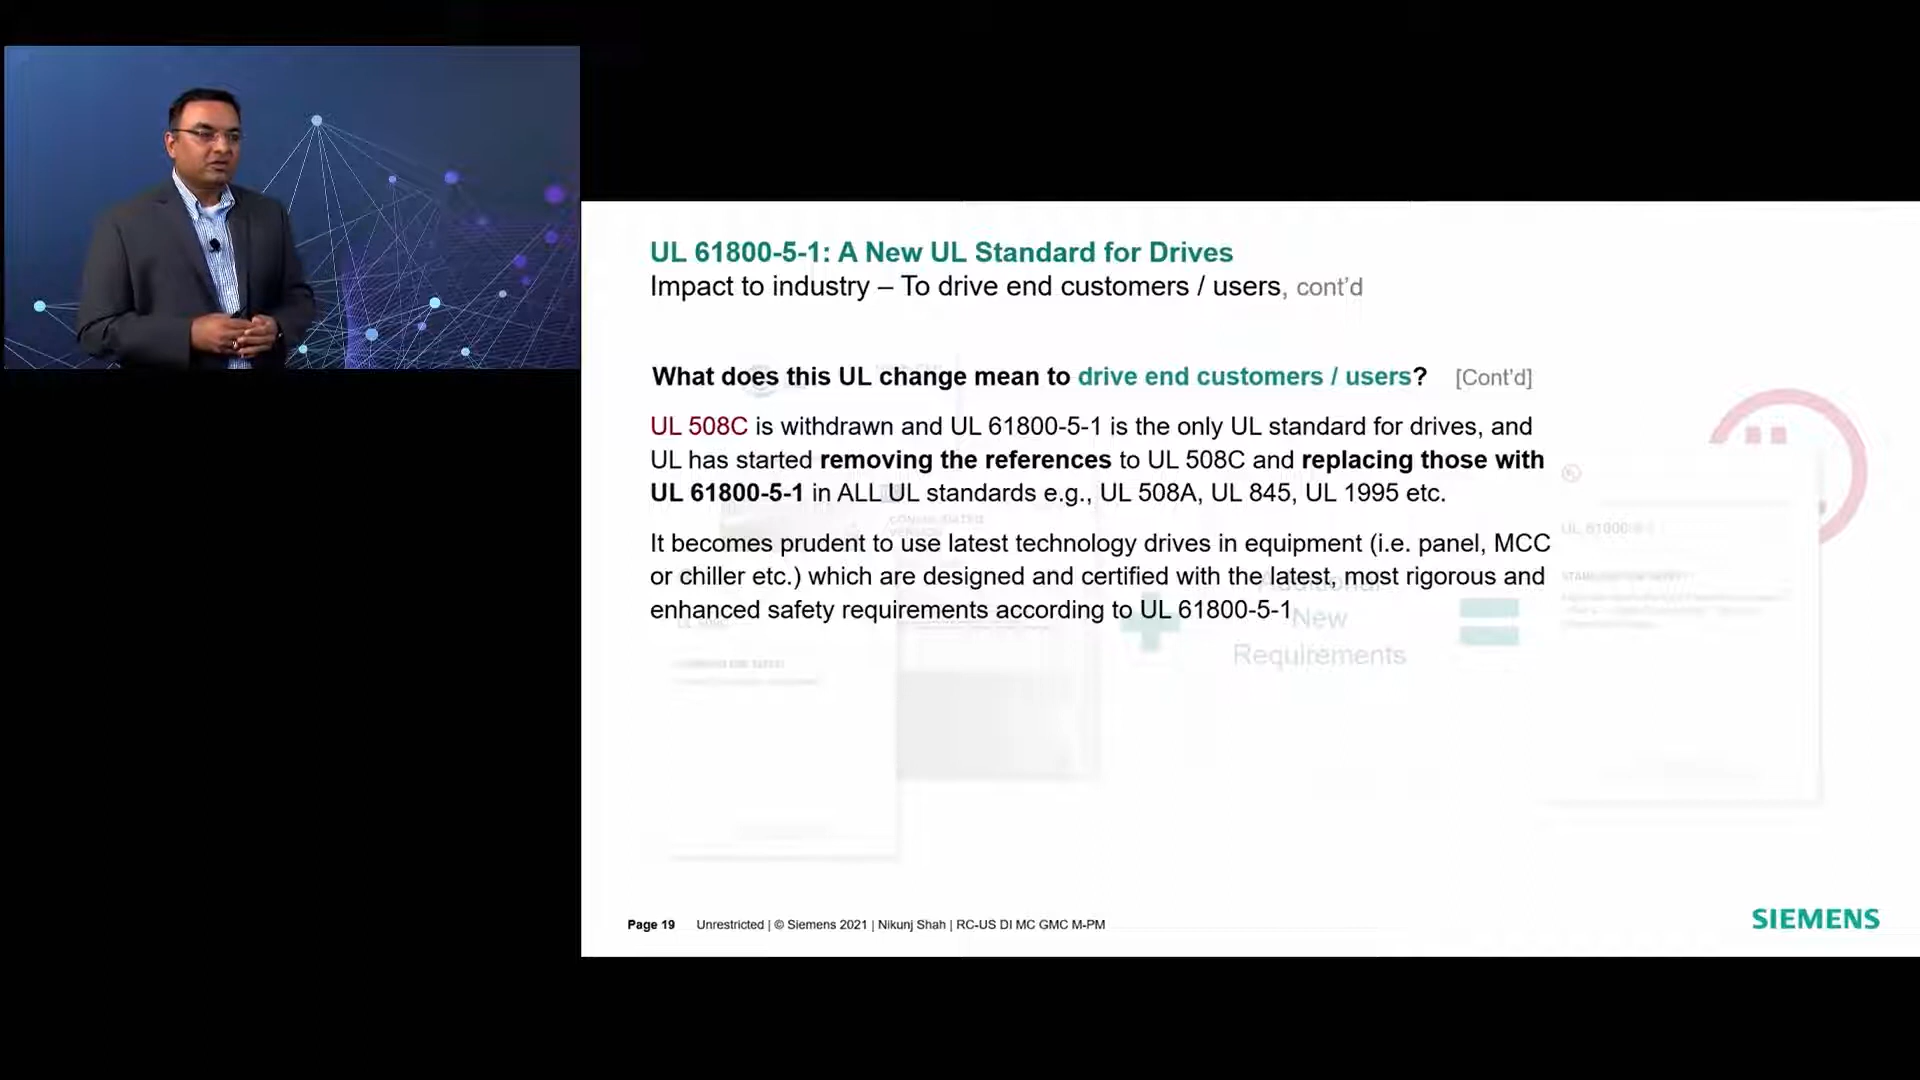 UL 61800-5-1: A New UL Standard for Drives
Impact to industry – To drive end customers / users, cont'd
What does this UL change mean to drive end customers / users? [Cont'd]
UL 508C is withdrawn and UL 61800-5-1 is the only UL standard for drives, and
UL has started removing the references to UL 508C and replacing those with
UL 61800-5-1 in ALL UL standards e.g., UL 508A, UL 845, UL 1995 etc.
It becomes prudent to use latest technology drives in equipment (i.e. panel, MCC
or chiller etc.) which are designed and certified with the latest, most rigorous and
enhanced safety requirements according to UL 61800-5-1
Additional
New
Requirements
Page 19 Unrestricted | © Siemens 2021 | Nikunj Shah | RC-US DI MC GMC M-PM
SIEMENS